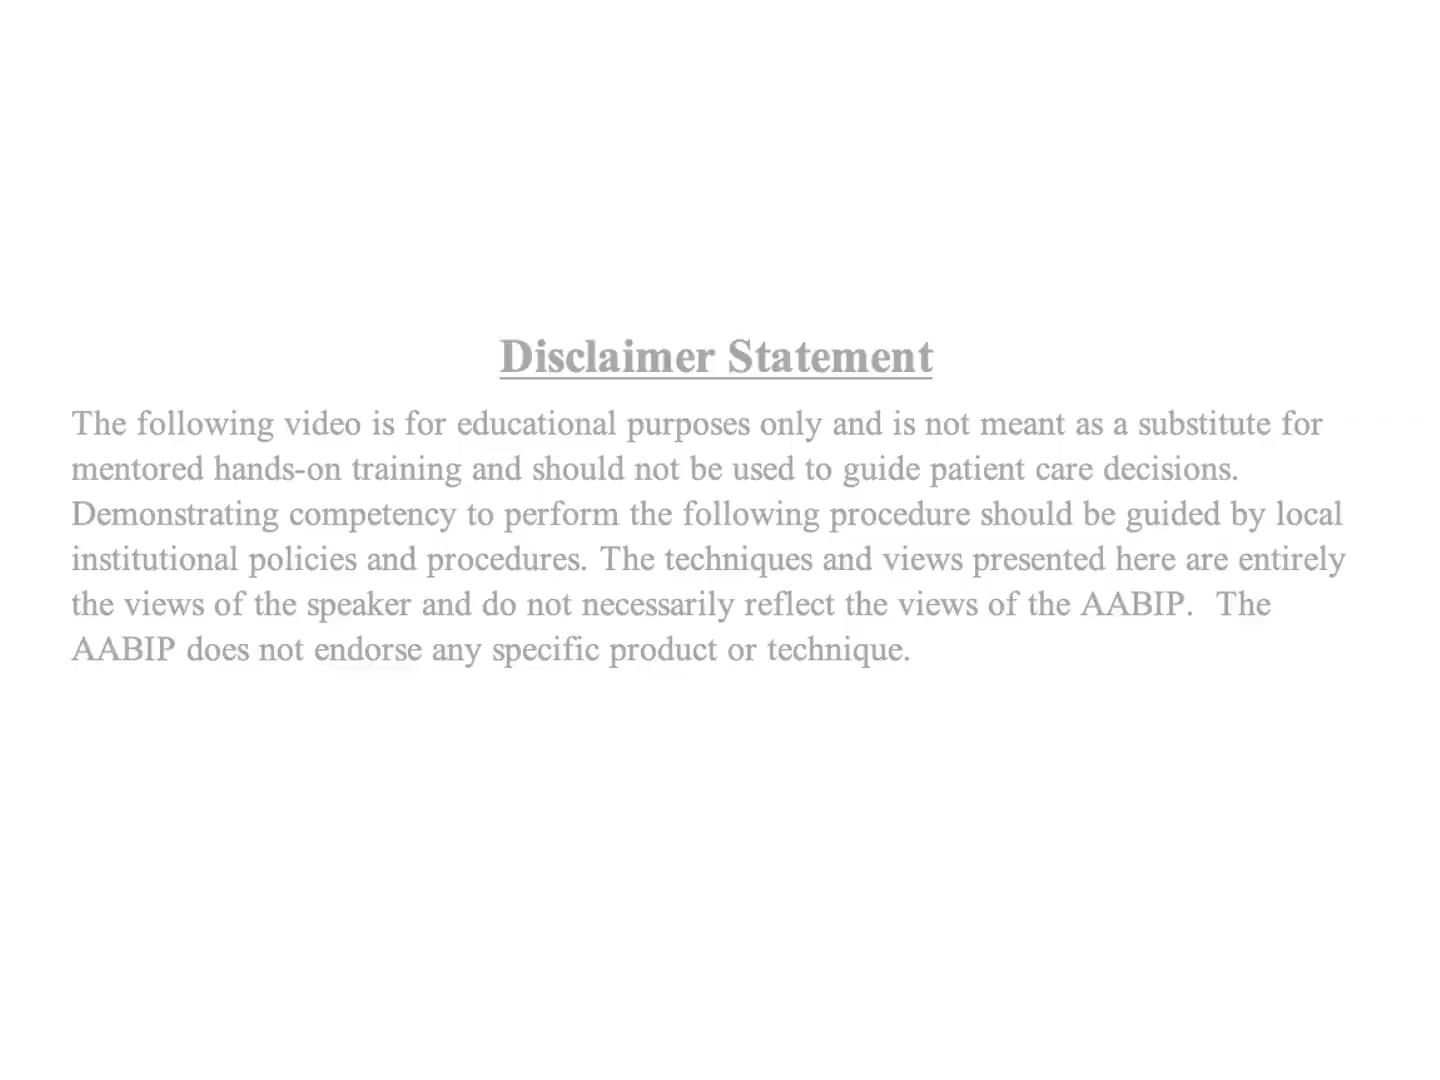 Disclaimer Statement
The following video is for educational purposes only and is not meant as a substitute for
mentored hands-on training and should not be used to guide patient care decisions.
Demonstrating competency to perform the following procedure should be guided by local
institutional policies and procedures. The techniques and views presented here are entirely
the views of the speaker and do not necessarily reflect the views of the AABIP.  The
AABIP does not endorse any specific product or technique.